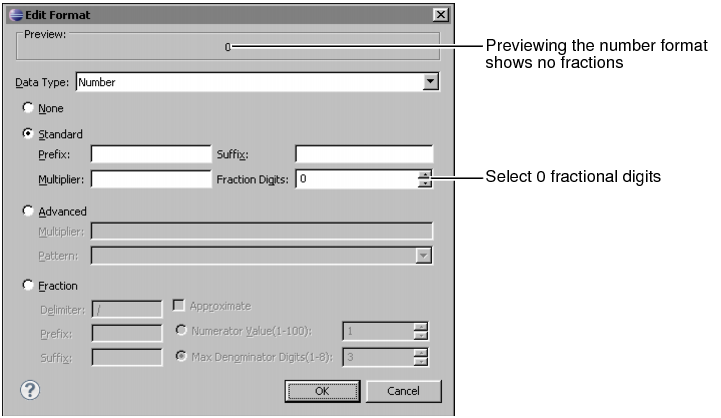 Edit Format
Preview:
0
Previewing the number format
shows no fractions
Data Type: Number
None
Standard
Prefix: Suffix:
Multiplier: Fraction Digits: 0
Select 0 fractional digits
Advanced
Multiplier:
Pattern:
Fraction
Delimiter: / Approximate
Prefix: Numerator Value(1-100): 1
Suffix: Max Denominator Digits(1-8): 3
? OK Cancel